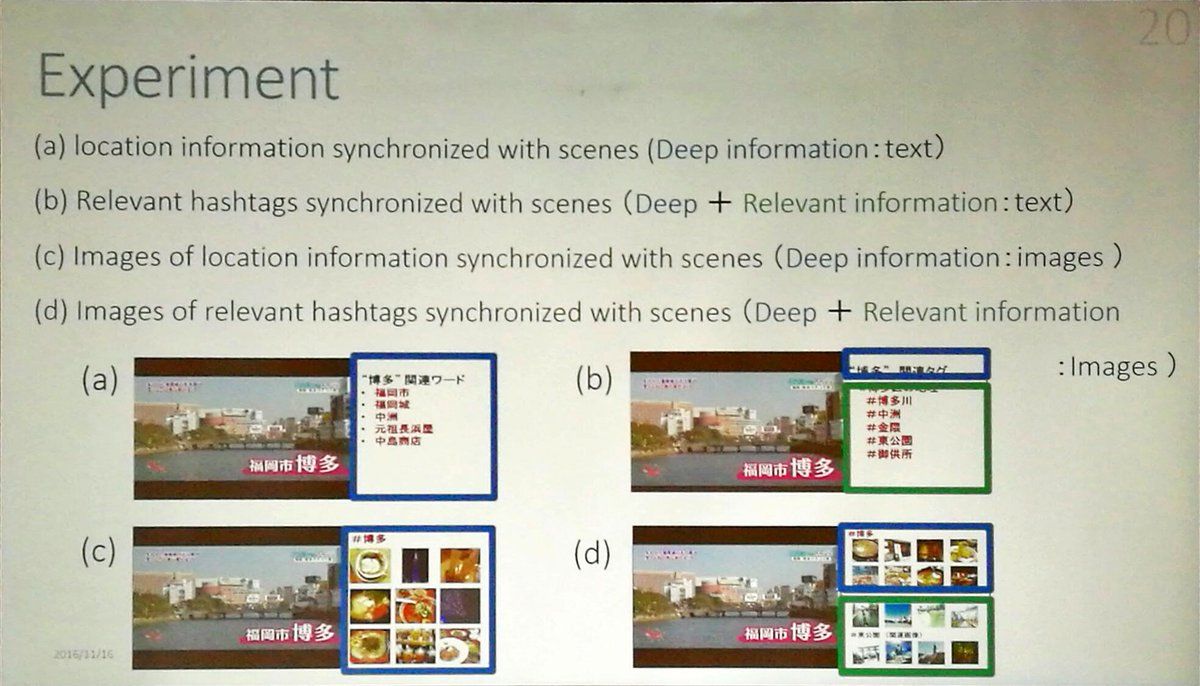 20
Experiment
(a) location information synchronized with scenes (Deep information：text）
(b) Relevant hashtags synchronized with scenes （Deep ＋ Relevant information：text）
(c) Images of location information synchronized with scenes （Deep information：images ）
(d) Images of relevant hashtags synchronized with scenes （Deep ＋ Relevant information
：Images ）
(a)
"博多" 関連ワード
・ 福岡市
・ 福岡城
・ 中洲
・ 元祖長浜屋
・ 中島商店
福岡市 博多
(b)
"博多" 関連タグ
#博多川
#中洲
#金隈
#東公園
#御供所
福岡市 博多
(c)
#博多
福岡市 博多
(d)
#博多
#東公園 （関連画像）
福岡市 博多
2016/11/16